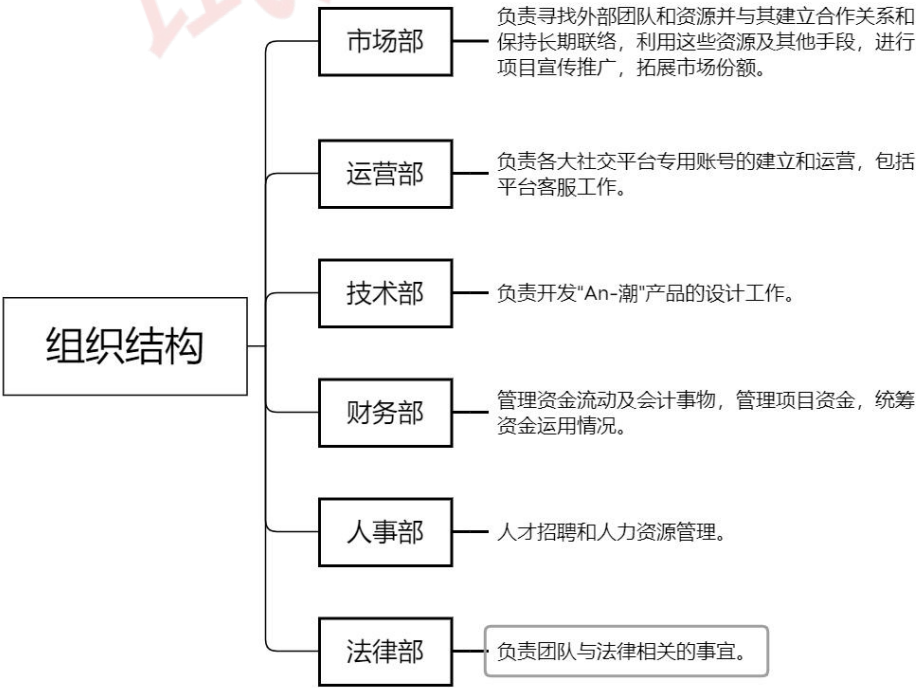 市场部
负责寻找外部团队和资源并与其建立合作关系和
保持长期联络，利用这些资源及其他手段，进行
项目宣传推广，拓展市场份额。
运营部
负责各大社交平台专用账号的建立和运营，包括
平台客服工作。
技术部
负责开发"An-潮"产品的设计工作。
组织结构
财务部
管理资金流动及会计事物，管理项目资金，统筹
资金运用情况。
人事部
人才招聘和人力资源管理。
法律部
负责团队与法律相关的事宜。